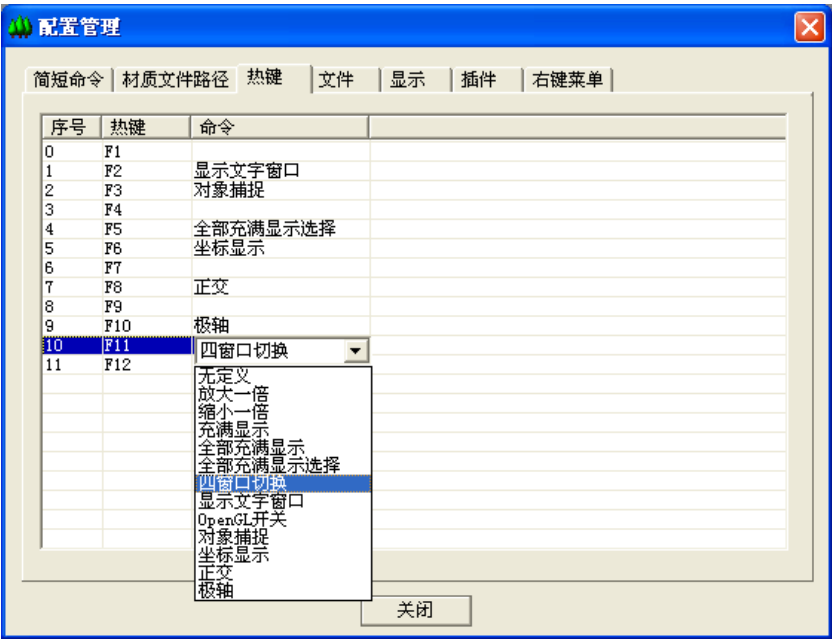 配置管理
简短命令 材质文件路径 热键 文件 显示 插件 右键菜单
序号 热键 命令
0 F1
1 F2 显示文字窗口
2 F3 对象捕捉
3 F4
4 F5 全部充满显示选择
5 F6 坐标显示
6 F7
7 F8 正交
8 F9
9 F10 极轴
10 F11 四窗口切换
11 F12
无定义
放大一倍
缩小一倍
充满显示
全部充满显示
全部充满显示选择
四窗口切换
显示文字窗口
OpenGL开关
对象捕捉
坐标显示
正交
极轴
关闭